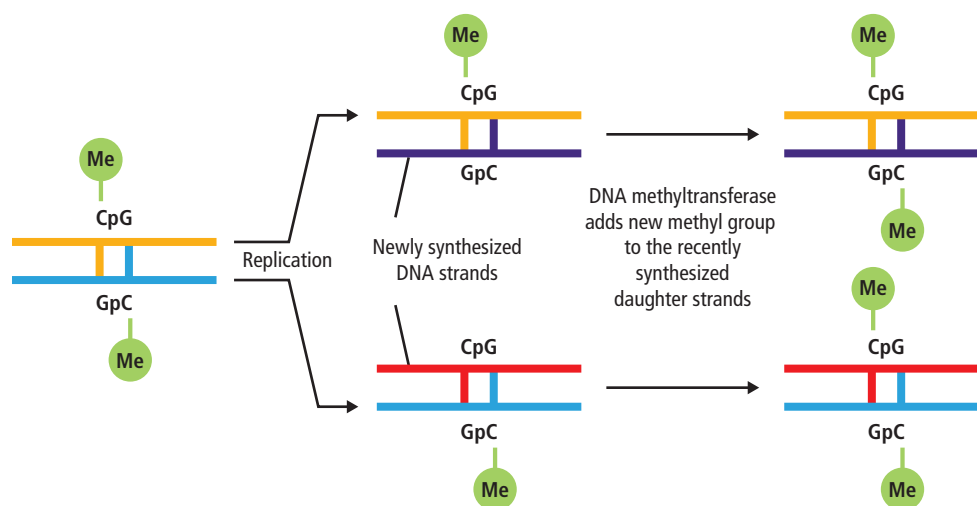 Me
CpG
GpC
Me
Replication
Me
CpG
GpC
Newly synthesized
DNA strands
CpG
GpC
Me
DNA methyltransferase
adds new methyl group
to the recently
synthesized
daughter strands
Me
CpG
GpC
Me
Me
CpG
GpC
Me